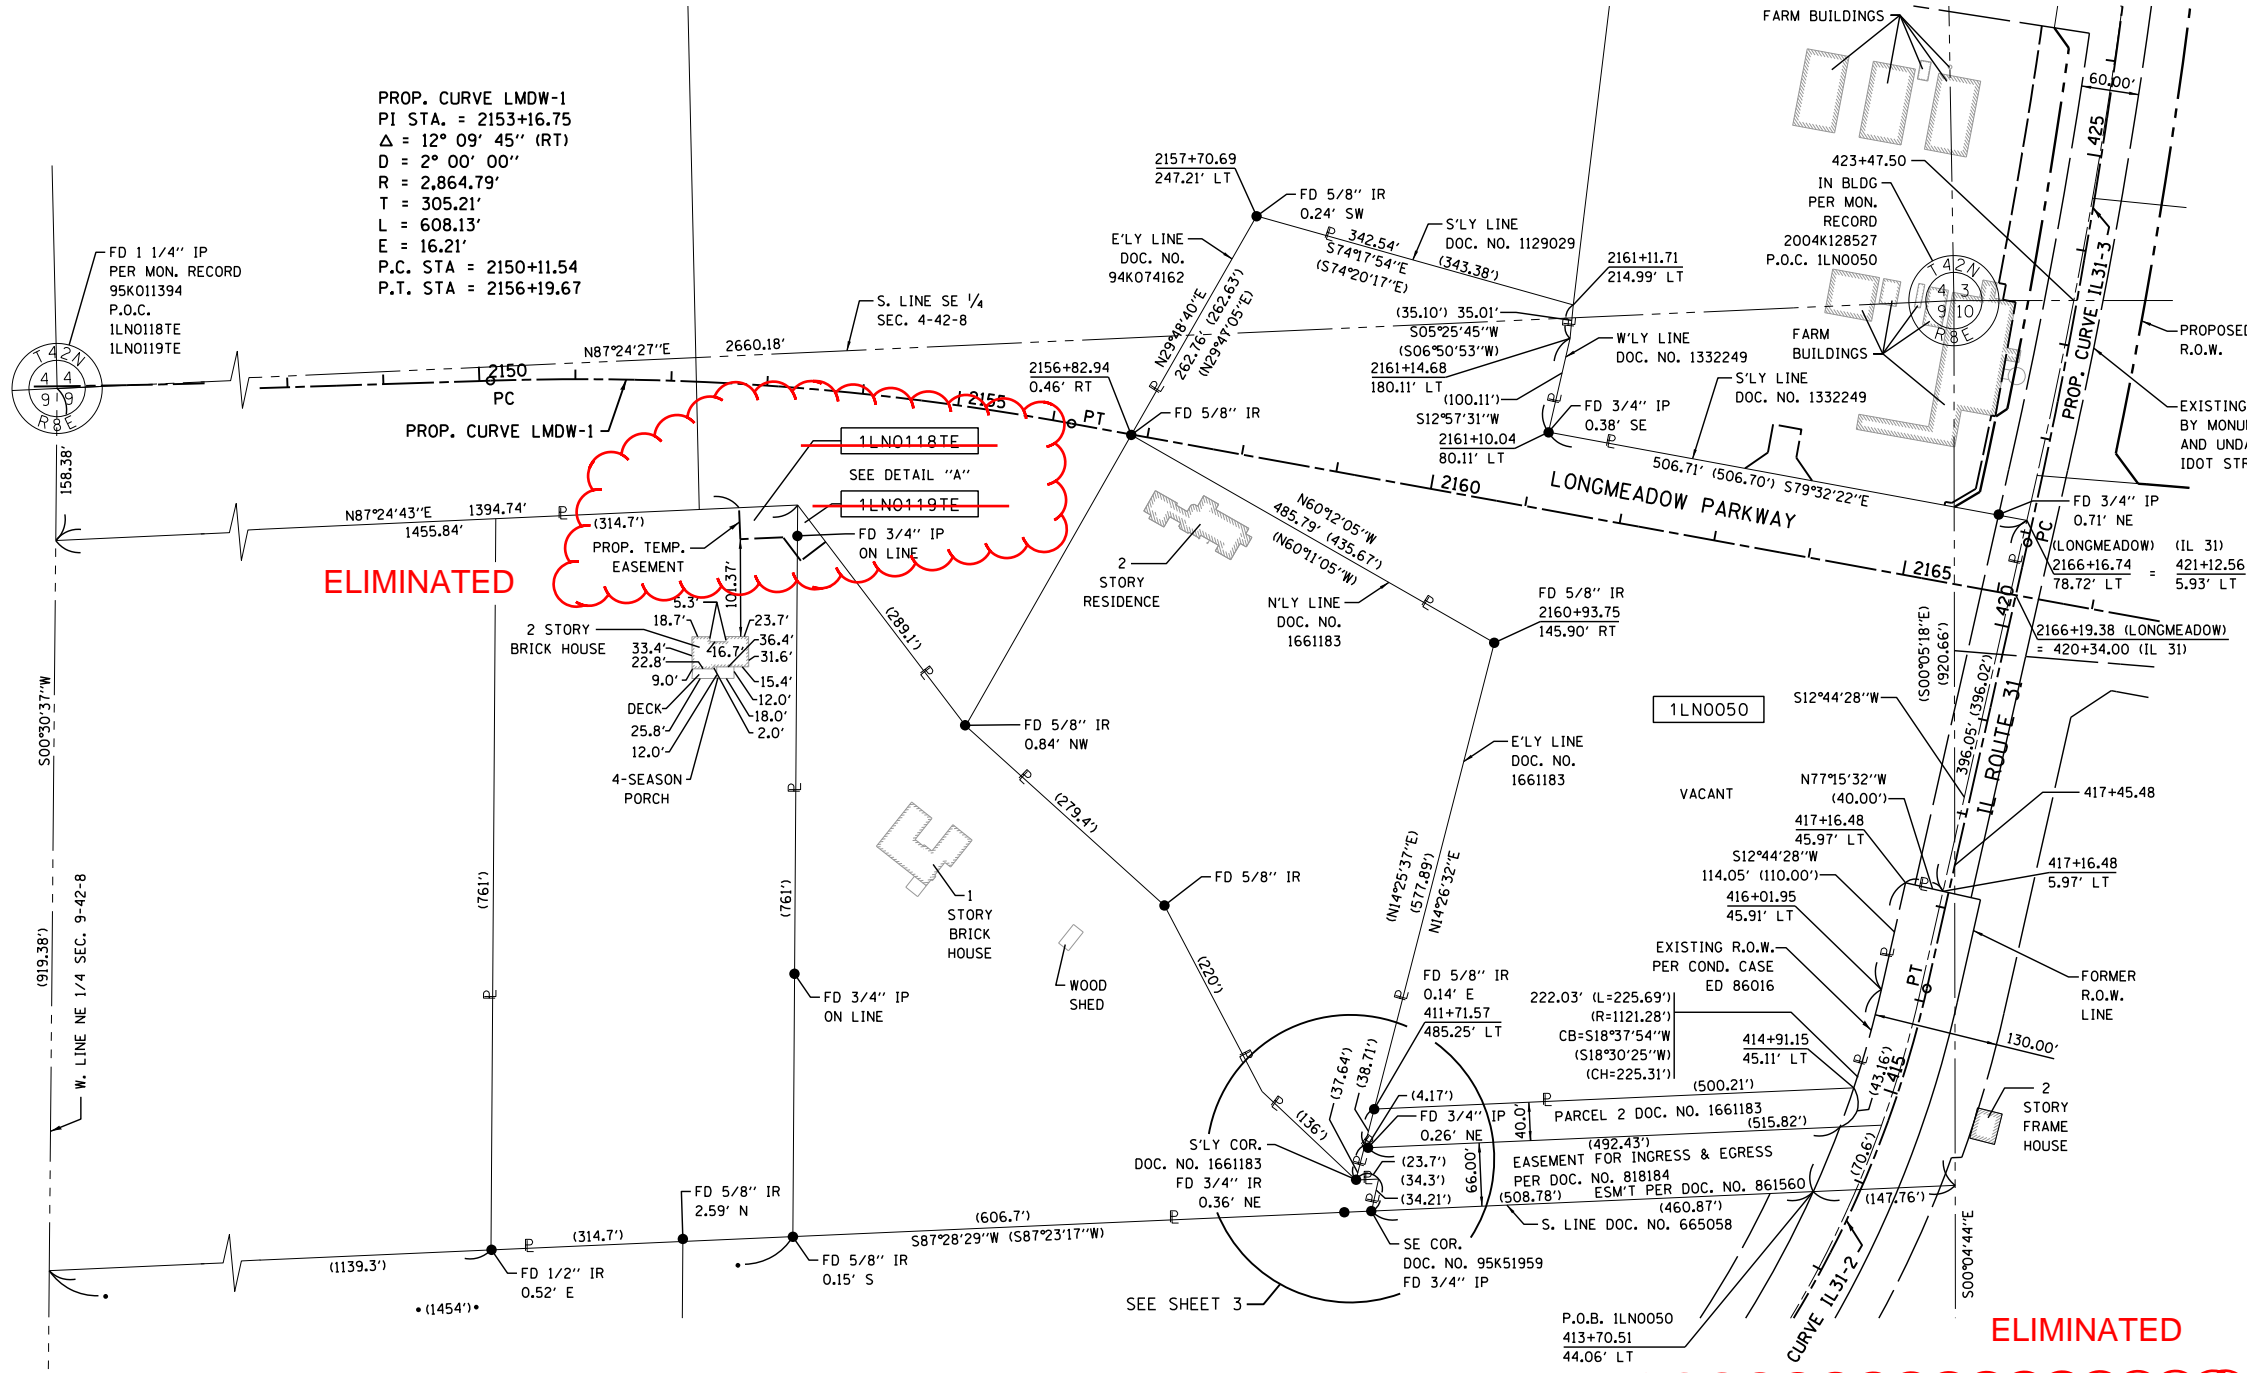 PROP. CURVE LMDW-1
PI STA. = 2153+16.75
Δ = 12° 09' 45'' (RT)
D = 2° 00' 00''
R = 2,864.79'
T = 305.21'
L = 608.13'
E = 16.21'
P.C. STA = 2150+11.54
P.T. STA = 2156+19.67
FD 1 1/4'' IP
PER MON. RECORD
95K011394
P.O.C.
1LN0118TE
1LN0119TE
T42N
4 4
9 9
R8E
158.38'
S00°30'37''W
(919.38')
W. LINE NE 1/4 SEC. 9-42-8
N87°24'27''E 2660.18'
S. LINE SE 1/4
SEC. 4-42-8
2150
PC
PROP. CURVE LMDW-1
2155
PT
N87°24'43''E 1394.74'
1455.84'
(314.7')
1LN0118TE
SEE DETAIL "A"
1LN0119TE
PROP. TEMP.
EASEMENT
FD 3/4'' IP
ON LINE
101.37'
ELIMINATED
2 STORY
BRICK HOUSE
5.3'
18.7'
33.4'
22.8'
9.0'
DECK
25.8'
12.0'
4-SEASON
PORCH
16.7'
23.7'
36.4'
31.6'
15.4'
12.0'
18.0'
2.0'
(289.1')
(761')
(761')
FD 5/8'' IR
0.84' NW
(279.4')
1
STORY
BRICK
HOUSE
WOOD
SHED
FD 3/4'' IP
ON LINE
FD 5/8'' IR
(220')
(136')
2157+70.69
247.21' LT
FD 5/8'' IR
0.24' SW
E'LY LINE
DOC. NO.
94K074162
N29°48'40''E
262.76' (262.63')
(N29°47'05''E)
342.54'
S74°17'54''E
(343.38')
(S74°20'17''E)
S'LY LINE
DOC. NO. 1129029
2161+11.71
214.99' LT
(35.10') 35.01'
S05°25'45''W
(S06°50'53''W)
2161+14.68
180.11' LT
W'LY LINE
DOC. NO. 1332249
(100.11')
S12°57'31''W
2161+10.04
80.11' LT
FD 3/4'' IP
0.38' SE
S'LY LINE
DOC. NO. 1332249
506.71' (506.70') S79°32'22''E
2156+82.94
0.46' RT
FD 5/8'' IR
2
STORY
RESIDENCE
N60°12'05''W
485.79' (435.67')
(N60°11'05''W)
N'LY LINE
DOC. NO.
1661183
FD 5/8'' IR
2160+93.75
145.90' RT
2160
LONGMEADOW PARKWAY
2165
E'LY LINE
DOC. NO.
1661183
(N14°25'37''E)
(577.89')
N14°26'32''E
FARM BUILDINGS
60.00'
425
423+47.50
IN BLDG
PER MON.
RECORD
2004K128527
P.O.C. 1LN0050
T42N
4 3
9 10
R8E
FARM
BUILDINGS
PROP. CURVE IL31-3
PROPOSED
R.O.W.
EXISTING
IDOT STR
FD 3/4'' IP
0.71' NE
PC
(LONGMEADOW) (IL 31)
2166+16.74 = 421+12.56
78.72' LT 5.93' LT
420
2166+19.38 (LONGMEADOW)
= 420+34.00 (IL 31)
(S00°05'18''E)
(920.66')
396.05' (396.02')
IL ROUTE 31
S12°44'28''W
1LN0050
VACANT
N77°15'32''W
(40.00')
417+45.48
417+16.48
45.97' LT
S12°44'28''W
114.05' (110.00')
416+01.95
45.91' LT
417+16.48
5.97' LT
EXISTING R.O.W.
PER COND. CASE
ED 86016
PT
FORMER
R.O.W.
LINE
130.00'
222.03' (L=225.69')
(R=1121.28')
CB=S18°37'54''W
(S18°30'25''W)
(CH=225.31')
414+91.15
45.11' LT
(43.16')
415
2
STORY
FRAME
HOUSE
FD 5/8'' IR
0.14' E
411+71.57
485.25' LT
(37.64')
(38.71')
(4.17')
FD 3/4'' IP
0.26' NE
(500.21')
40.0'
PARCEL 2 DOC. NO. 1661183
(515.82')
(492.43')
EASEMENT FOR INGRESS & EGRESS
PER DOC. NO. 818184
ESM'T PER DOC. NO. 861560
66.00'
(508.78')
(460.87')
(70.6')
(147.76')
S. LINE DOC. NO. 665058
S'LY COR.
DOC. NO. 1661183
FD 3/4'' IR
0.36' NE
(23.7')
(34.3')
(34.21')
SE COR.
DOC. NO. 95K51959
FD 3/4'' IP
SEE SHEET 3
(606.7')
S87°28'29''W (S87°23'17''W)
FD 5/8'' IR
2.59' N
(314.7')
FD 5/8'' IR
0.15' S
FD 1/2'' IR
0.52' E
(1139.3')
(1454')
P.O.B. 1LN0050
413+70.51
44.06' LT
CURVE IL31-2
S00°04'44''E
ELIMINATED